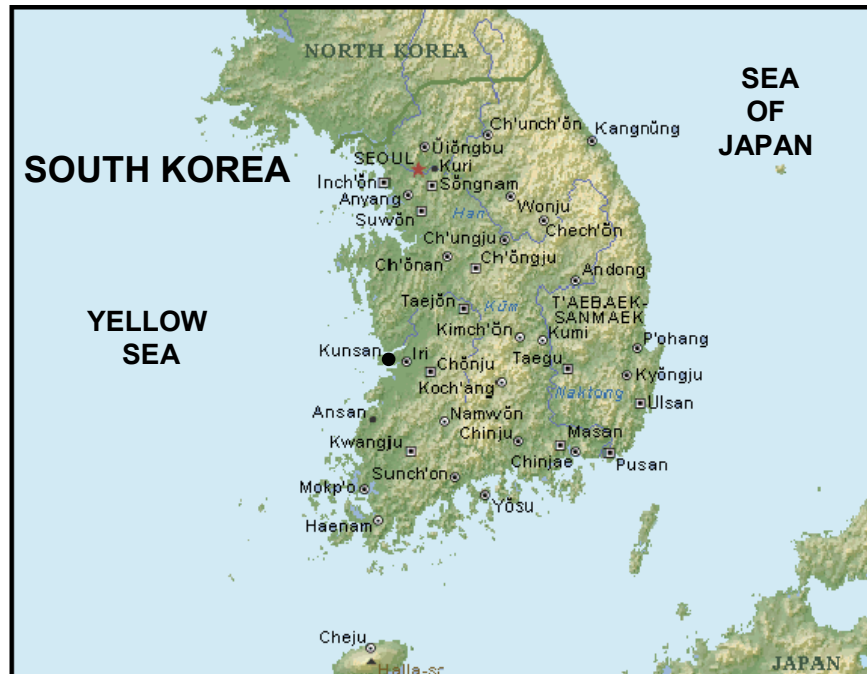 NORTH KOREA
SEA
OF
JAPAN
Ch'unch'ŏn
Kangnŭng
Ŭiŏngbu
SEOUL
Kuri
SOUTH KOREA
Inch'ŏn
Sŏngnam
Anyang
Wonju
Suwŏn
Han
Chech'ŏn
Ch'ungju
Ch'ŏnan
Ch'ŏngju
Andong
Taejŏn
Kŭm
T'AEBAEK-
SANMAEK
YELLOW
SEA
Kimch'ŏn
Kumi
P'ohang
Kunsan
Iri
Chŏnju
Taegu
Koch'ang
Kyŏngju
Naktong
Ulsan
Ansan
Namwŏn
Kwangju
Chinju
Masan
Sunch'on
Chinjae
Pusan
Mokp'o
Yŏsu
Haenam
Cheju
JAPAN